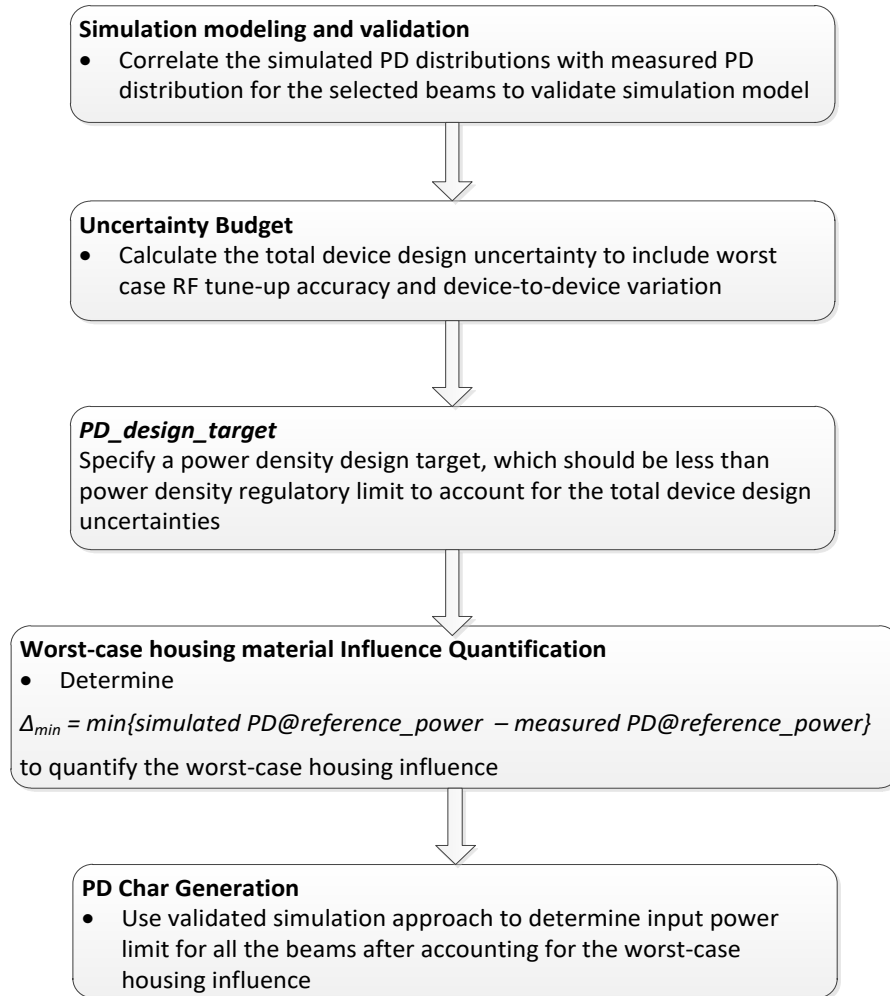 Simulation modeling and validation
• Correlate the simulated PD distributions with measured PD
distribution for the selected beams to validate simulation model
Uncertainty Budget
• Calculate the total device design uncertainty to include worst
case RF tune-up accuracy and device-to-device variation
PD_design_target
Specify a power density design target, which should be less than
power density regulatory limit to account for the total device design
uncertainties
Worst-case housing material Influence Quantification
• Determine
Δmin = min{simulated PD@reference_power – measured PD@reference_power}
to quantify the worst-case housing influence
PD Char Generation
• Use validated simulation approach to determine input power
limit for all the beams after accounting for the worst-case
housing influence